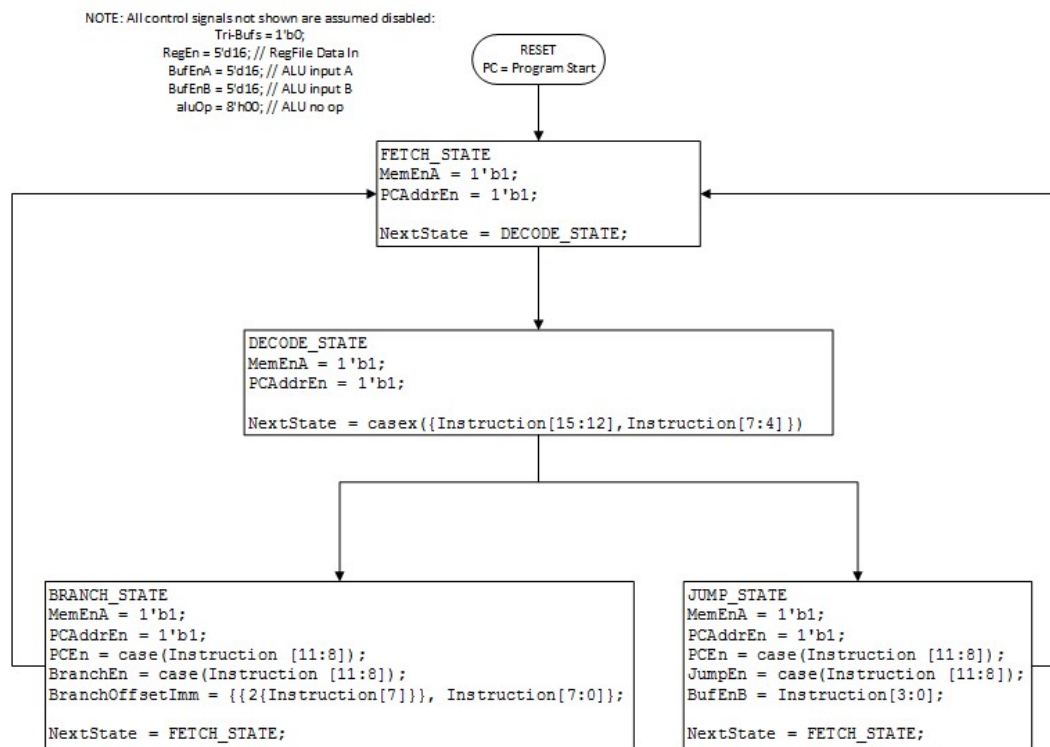 NOTE: All control signals not shown are assumed disabled:
Tri-Bufs = 1'b0;
RegEn = 5'd16; // RegFile Data In
BufEnA = 5'd16; // ALU input A
BufEnB = 5'd16; // ALU input B
aluOp = 8'h00; // ALU no op
RESET
PC = Program Start
FETCH_STATE
MemEnA = 1'b1;
PCAddrEn = 1'b1;
NextState = DECODE_STATE;
DECODE_STATE
MemEnA = 1'b1;
PCAddrEn = 1'b1;
NextState = casex({Instruction[15:12],Instruction[7:4]})
BRANCH_STATE
MemEnA = 1'b1;
PCAddrEn = 1'b1;
PCEn = case(Instruction [11:8]);
BranchEn = case(Instruction [11:8]);
BranchOffsetImm = {{2{Instruction[7]}}, Instruction[7:0]};
NextState = FETCH_STATE;
JUMP_STATE
MemEnA = 1'b1;
PCAddrEn = 1'b1;
PCEn = case(Instruction [11:8]);
JumpEn = case(Instruction [11:8]);
BufEnB = Instruction[3:0];
NextState = FETCH_STATE;